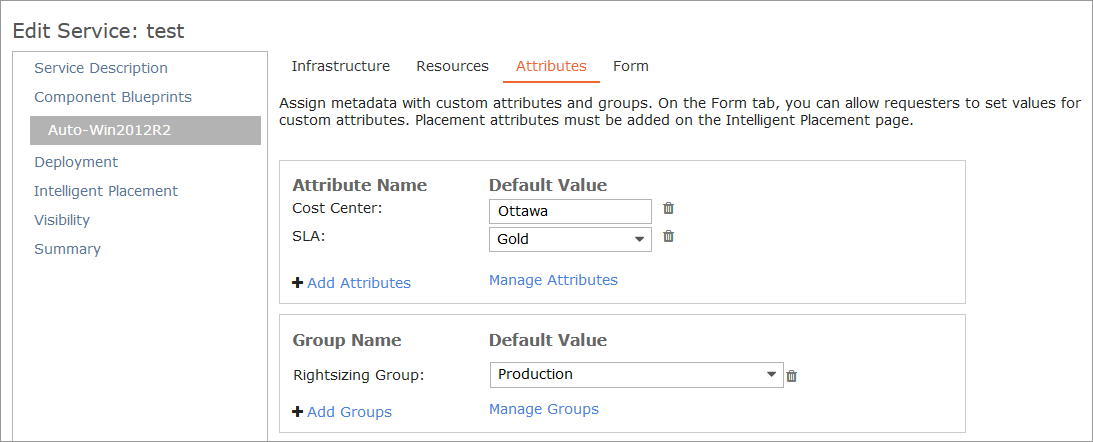 Edit Service: test
Service Description
Component Blueprints
Auto-Win2012R2
Deployment
Intelligent Placement
Visibility
Summary
Infrastructure Resources Attributes Form
Assign metadata with custom attributes and groups. On the Form tab, you can allow requesters to set values for
custom attributes. Placement attributes must be added on the Intelligent Placement page.
Attribute Name Default Value
Cost Center: Ottawa
SLA: Gold
Add Attributes Manage Attributes
Group Name Default Value
Rightsizing Group: Production
Add Groups Manage Groups